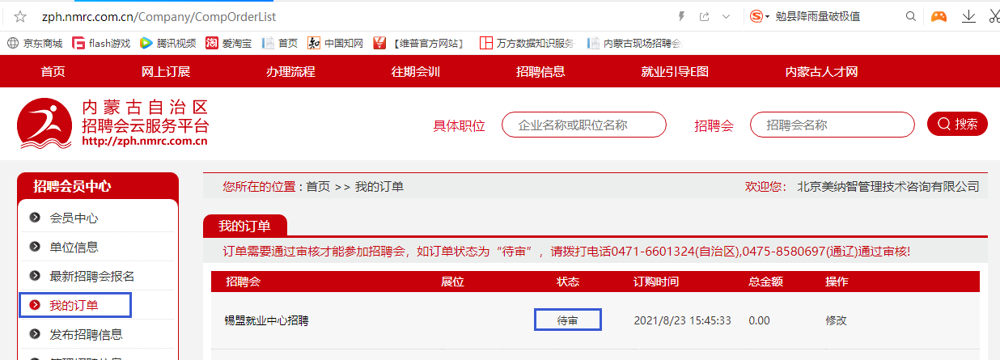 zph.nmrc.com.cn/Company/CompOrderList
勉县降雨量破极值
京东商城 flash游戏 腾讯视频 爱淘宝 首页 中国知网 【维普官方网站】 万方数据知识服务 内蒙古现场招聘会
首页 网上订展 办理流程 往期会训 招聘信息 就业引导E图 内蒙古人才网
内蒙古自治区
招聘会云服务平台
http://zph.nmrc.com.cn
具体职位 企业名称或职位名称 招聘会 招聘会名称 搜索
招聘会员中心
会员中心
单位信息
最新招聘会报名
我的订单
发布招聘信息
您所在的位置：首页 >> 我的订单 欢迎您： 北京美纳智管理技术咨询有限公司
我的订单
订单需要通过审核才能参加招聘会，如订单状态为“待审”，请拨打电话0471-6601324(自治区),0475-8580697(通辽)通过审核!
招聘会 展位 状态 订购时间 总金额 操作
锡盟就业中心招聘 待审 2021/8/23 15:45:33 0.00 修改